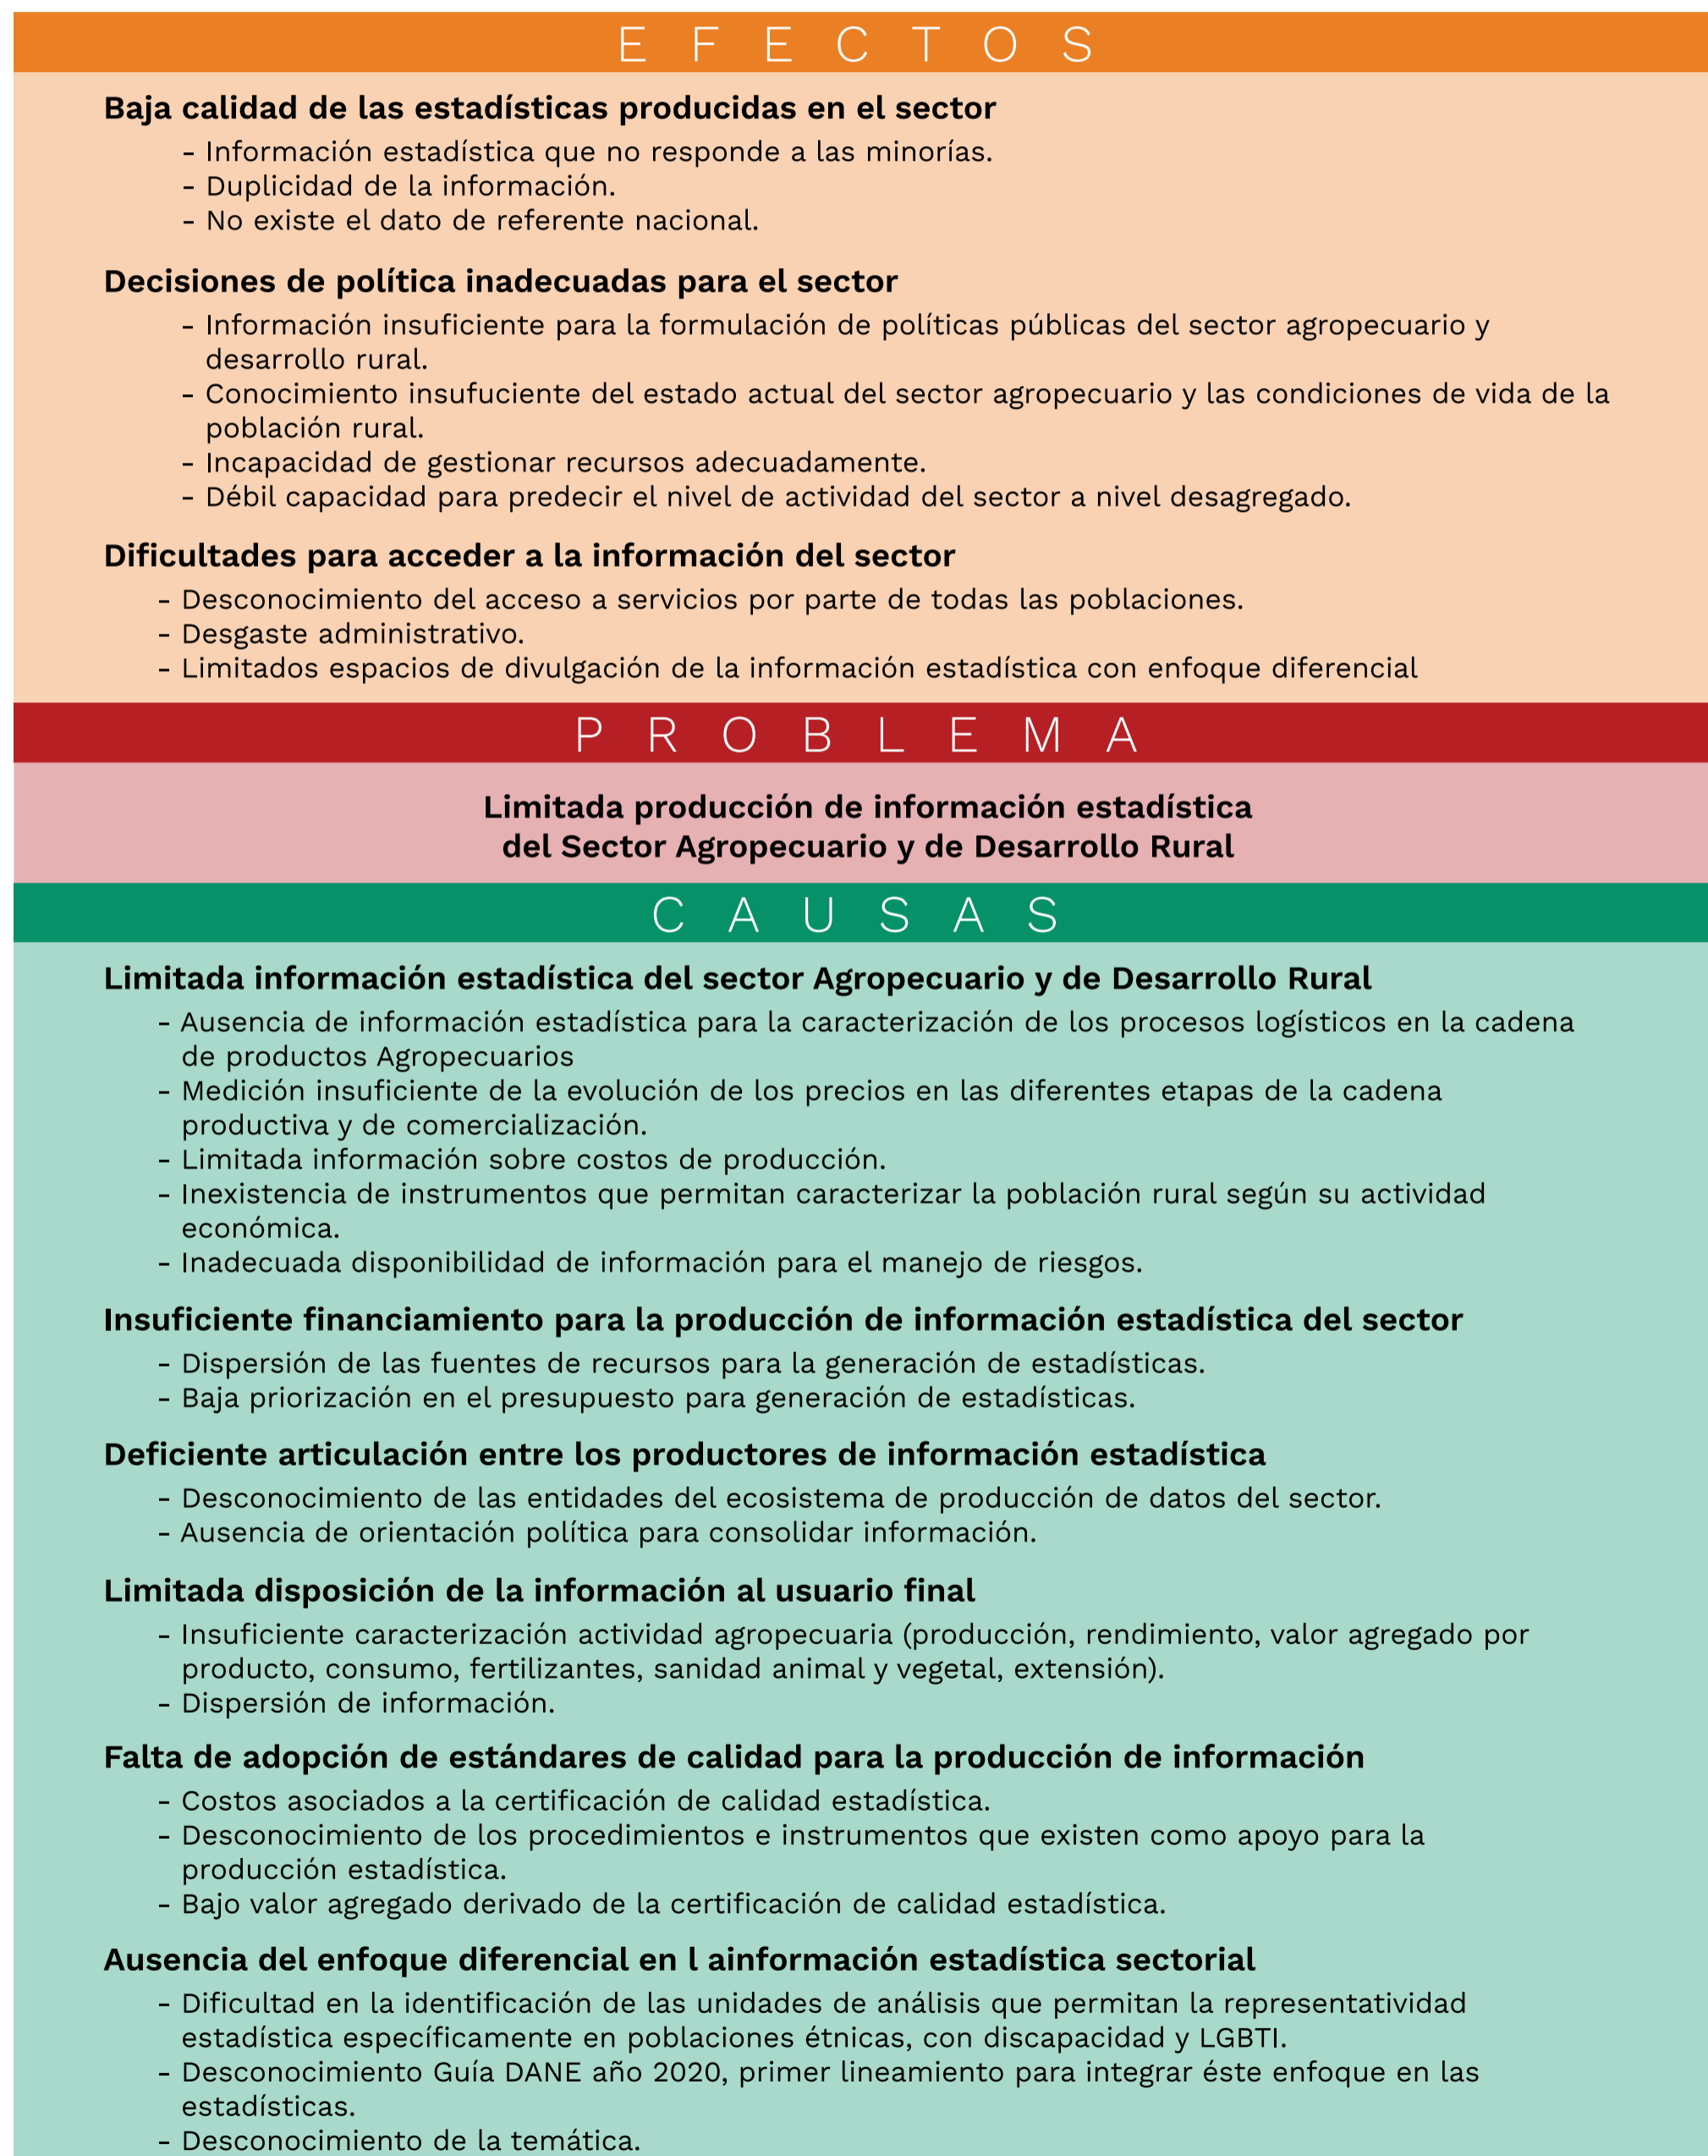 EFECTOS
Baja calidad de las estadísticas producidas en el sector
- Información estadística que no responde a las minorías.
- Duplicidad de la información.
- No existe el dato de referente nacional.
Decisiones de política inadecuadas para el sector
- Información insuficiente para la formulación de políticas públicas del sector agropecuario y
desarrollo rural.
- Conocimiento insufuciente del estado actual del sector agropecuario y las condiciones de vida de la
población rural.
- Incapacidad de gestionar recursos adecuadamente.
- Débil capacidad para predecir el nivel de actividad del sector a nivel desagregado.
Dificultades para acceder a la información del sector
- Desconocimiento del acceso a servicios por parte de todas las poblaciones.
- Desgaste administrativo.
- Limitados espacios de divulgación de la información estadística con enfoque diferencial
PROBLEMA
Limitada producción de información estadística
del Sector Agropecuario y de Desarrollo Rural
CAUSAS
Limitada información estadística del sector Agropecuario y de Desarrollo Rural
- Ausencia de información estadística para la caracterización de los procesos logísticos en la cadena
de productos Agropecuarios
- Medición insuficiente de la evolución de los precios en las diferentes etapas de la cadena
productiva y de comercialización.
- Limitada información sobre costos de producción.
- Inexistencia de instrumentos que permitan caracterizar la población rural según su actividad
económica.
- Inadecuada disponibilidad de información para el manejo de riesgos.
Insuficiente financiamiento para la producción de información estadística del sector
- Dispersión de las fuentes de recursos para la generación de estadísticas.
- Baja priorización en el presupuesto para generación de estadísticas.
Deficiente articulación entre los productores de información estadística
- Desconocimiento de las entidades del ecosistema de producción de datos del sector.
- Ausencia de orientación política para consolidar información.
Limitada disposición de la información al usuario final
- Insuficiente caracterización actividad agropecuaria (producción, rendimiento, valor agregado por
producto, consumo, fertilizantes, sanidad animal y vegetal, extensión).
- Dispersión de información.
Falta de adopción de estándares de calidad para la producción de información
- Costos asociados a la certificación de calidad estadística.
- Desconocimiento de los procedimientos e instrumentos que existen como apoyo para la
producción estadística.
- Bajo valor agregado derivado de la certificación de calidad estadística.
Ausencia del enfoque diferencial en l ainformación estadística sectorial
- Dificultad en la identificación de las unidades de análisis que permitan la representatividad
estadística específicamente en poblaciones étnicas, con discapacidad y LGBTI.
- Desconocimiento Guía DANE año 2020, primer lineamiento para integrar éste enfoque en las
estadísticas.
- Desconocimiento de la temática.